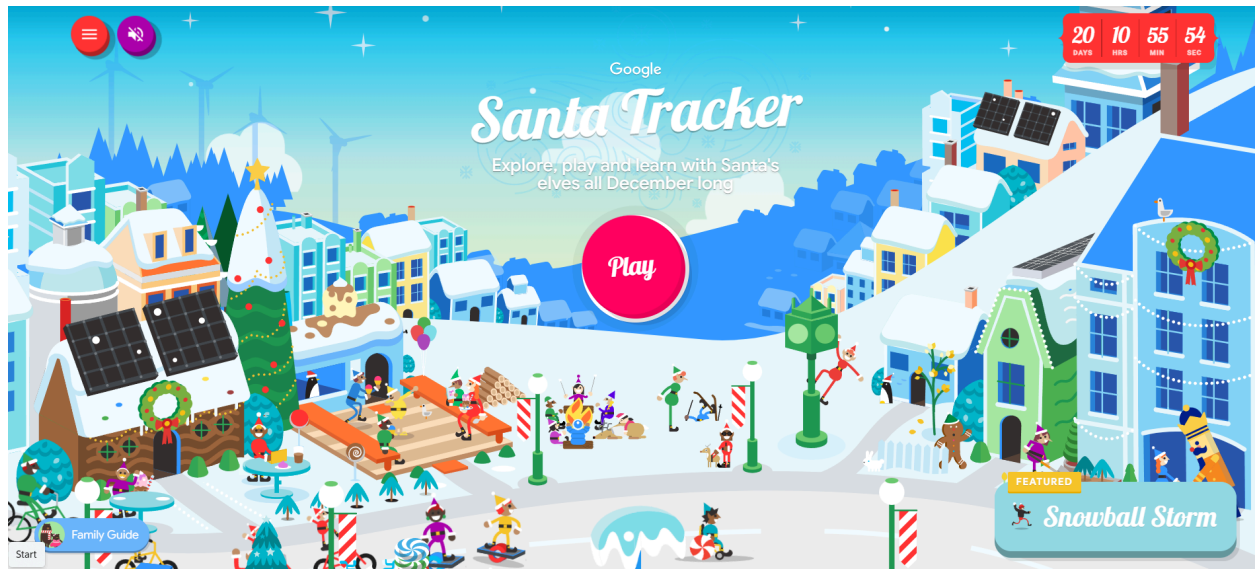 20 10 55 54
DAYS HRS MIN SEC
Google
Santa Tracker
Explore, play and learn with Santa's
elves all December long
Play
FEATURED
Snowball Storm
Family Guide
Start